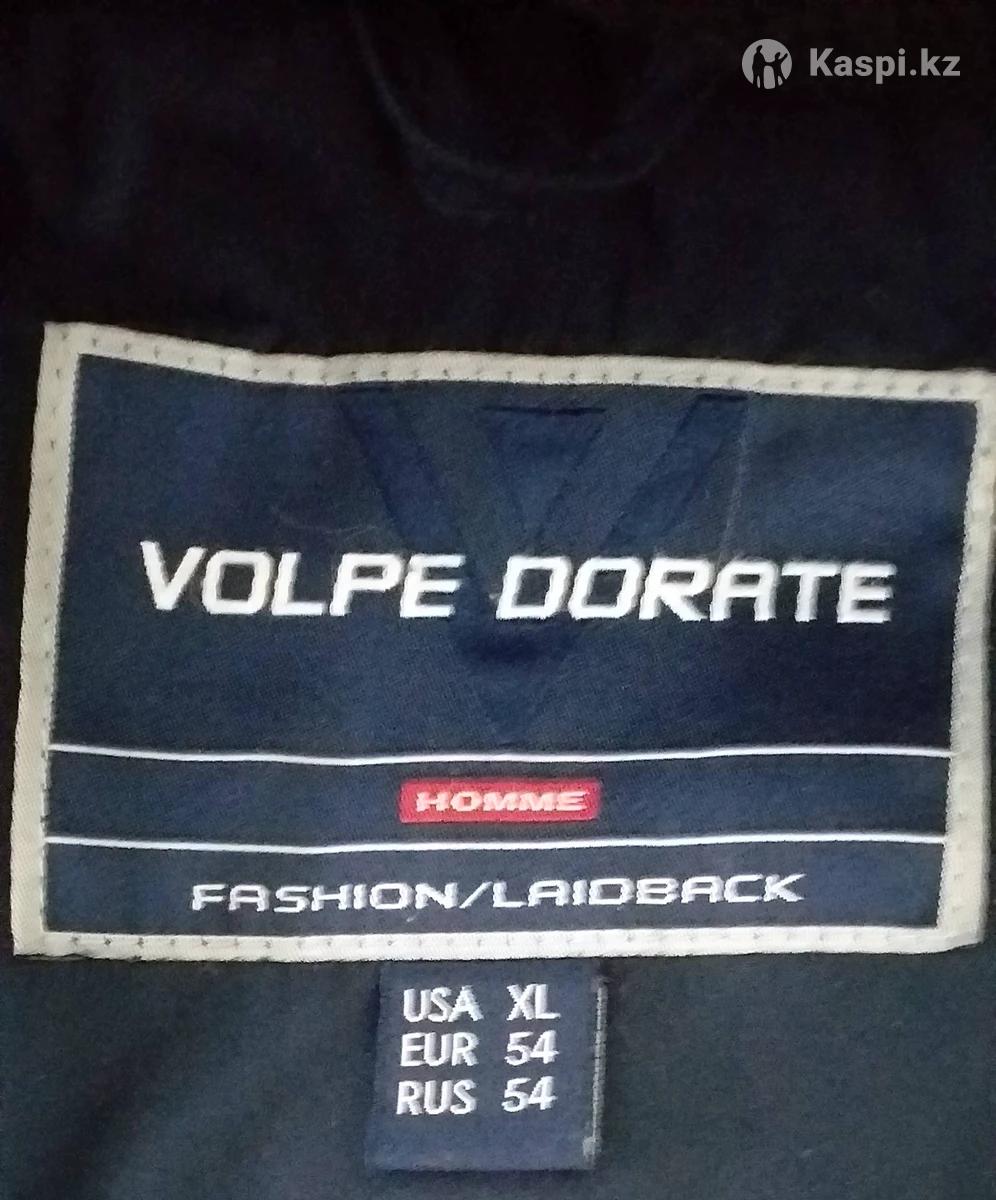 Kaspi.kz
VOLPE DORATE
HOMME
FASHION/LAIDBACK
USA XL
EUR 54
RUS 54